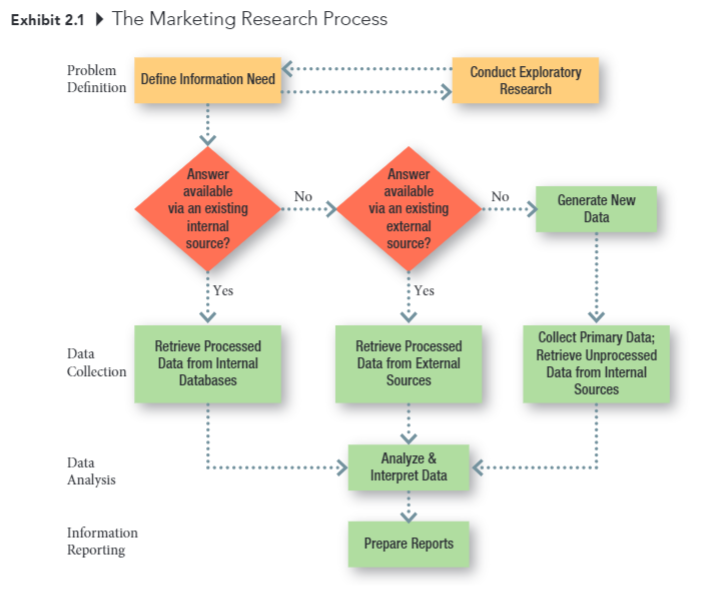 Exhibit 2.1 ▶ The Marketing Research Process
Problem
Definition
Define Information Need
Conduct Exploratory
Research
Answer
available
via an existing
internal
source?
No
Answer
available
via an existing
external
source?
No
Generate New
Data
Yes
Yes
Data
Collection
Retrieve Processed
Data from Internal
Databases
Retrieve Processed
Data from External
Sources
Collect Primary Data;
Retrieve Unprocessed
Data from Internal
Sources
Data
Analysis
Analyze &
Interpret Data
Information
Reporting
Prepare Reports